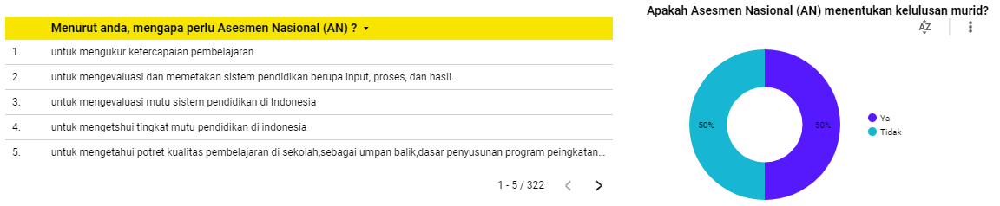 Menurut anda, mengapa perlu Asesmen Nasional (AN) ?
1. untuk mengukur ketercapaian pembelajaran
2. untuk mengevaluasi dan memetakan sistem pendidikan berupa input, proses, dan hasil.
3. untuk mengevaluasi mutu sistem pendidikan di Indonesia
4. untuk mengetshui tingkat mutu pendidikan di indonesia
5. untuk mengetahui potret kualitas pembelajaran di sekolah,sebagai umpan balik,dasar penyusunan program peingkatan...
1 - 5 / 322
Apakah Asesmen Nasional (AN) menentukan kelulusan murid?
AZ
50%
50%
Ya
Tidak